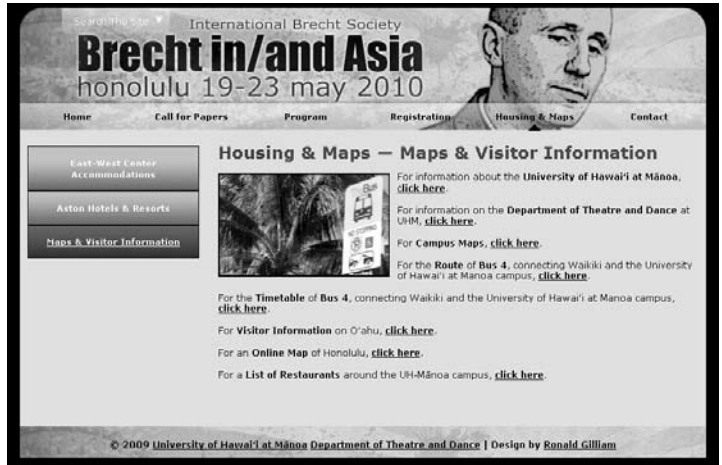 Search The Site ▼
International Brecht Society
Brecht in/and Asia
honolulu 19-23 may 2010
Home Call for Papers Program Registration Housing & Maps Contact
East-West Center
Accommodations
Aston Hotels & Resorts
Maps & Visitor Information
Housing & Maps — Maps & Visitor Information
Bus
NO STOPPING
For information about the University of Hawai'i at Mānoa,
click here.
For information on the Department of Theatre and Dance at
UHM, click here.
For Campus Maps, click here.
For the Route of Bus 4, connecting Waikiki and the University
of Hawai'i at Manoa campus, click here.
For the Timetable of Bus 4, connecting Waikiki and the University of Hawai'i at Manoa campus,
click here.
For Visitor Information on O'ahu, click here.
For an Online Map of Honolulu, click here.
For a List of Restaurants around the UH-Mānoa campus, click here.
© 2009 University of Hawai'i at Mānoa Department of Theatre and Dance | Design by Ronald Gilliam